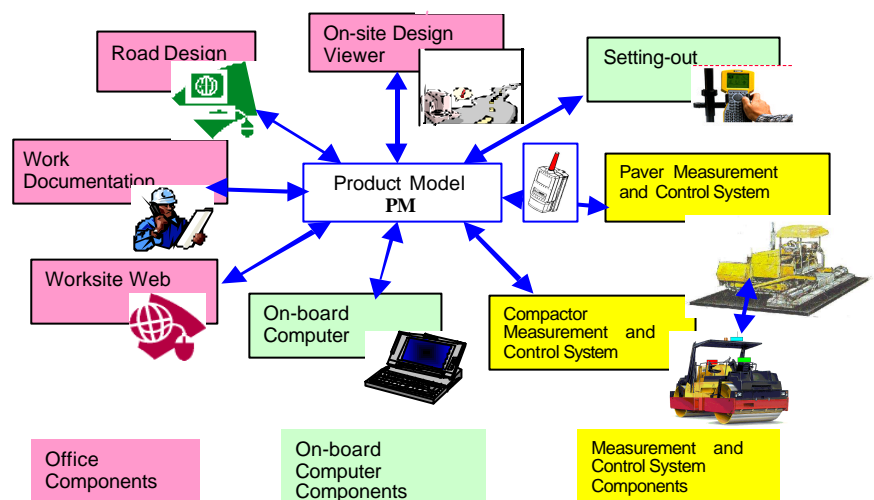 Road Design
On-site Design
Viewer
Setting-out
Work
Documentation
Product Model
PM
Paver Measurement
and Control System
Worksite Web
On-board
Computer
Compactor
Measurement and
Control System
Office
Components
On-board
Computer
Components
Measurement and
Control System
Components